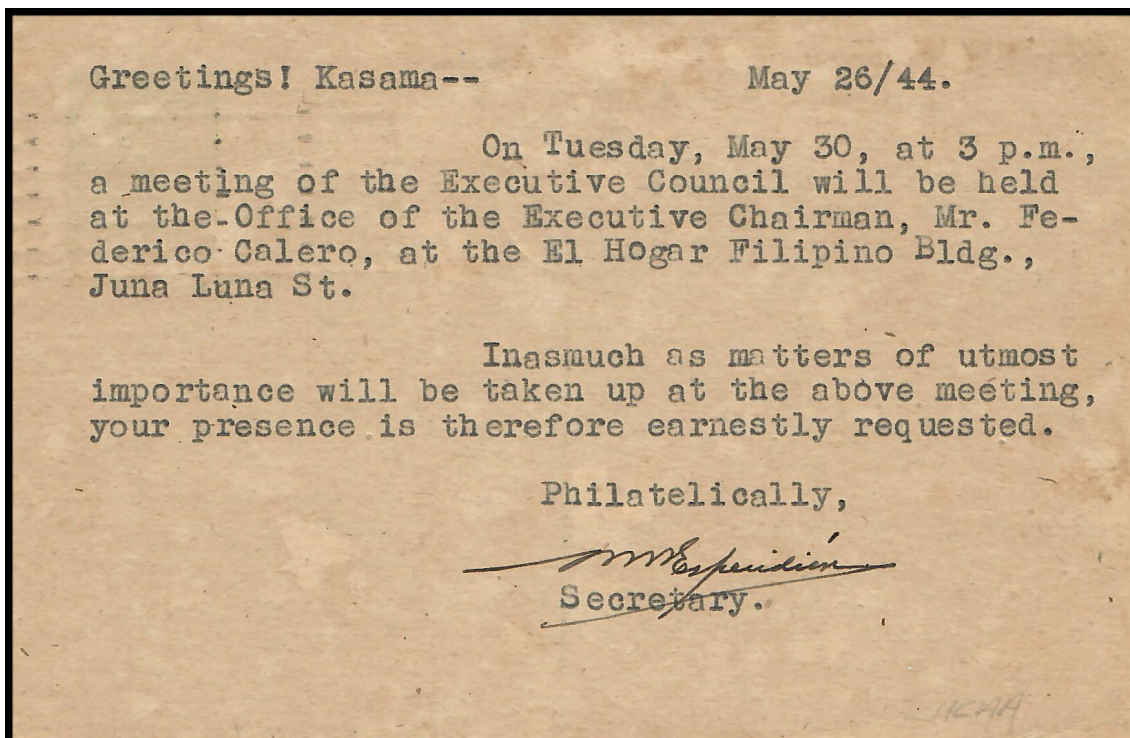 Greetings! Kasama-- May 26/44.
On Tuesday, May 30, at 3 p.m.,
a meeting of the Executive Council will be held
at the Office of the Executive Chairman, Mr. Fe-
derico Calero, at the El Hogar Filipino Bldg.,
Juna Luna St.
Inasmuch as matters of utmost
importance will be taken up at the above meeting,
your presence is therefore earnestly requested.
Philatelically,
Esperidión
Secretary.